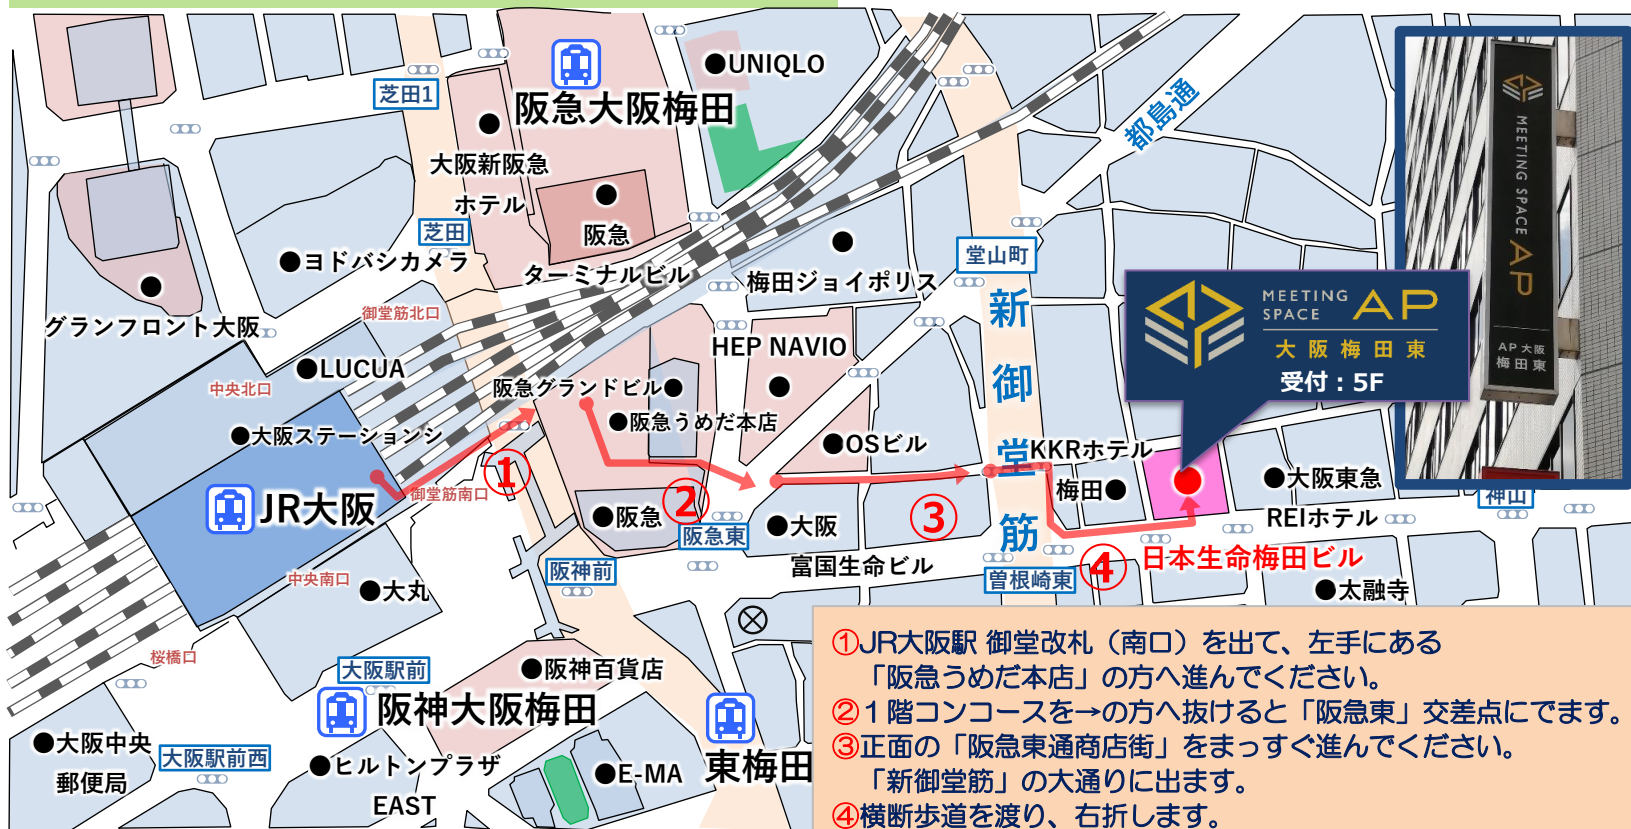 UNIQLO
芝田1
阪急大阪梅田
都島通
大阪新阪急
ホテル
阪急
ターミナルビル
芝田
ヨドバシカメラ
堂山町
梅田ジョイポリス
グランフロント大阪
御堂筋北口
新御堂筋
MEETING SPACE AP
大阪梅田東
受付：5F
MEETING SPACE AP
AP大阪
梅田東
HEP NAVIO
LUCUA
中央北口
阪急グランドビル
阪急うめだ本店
大阪ステーションシ
OSビル
KKRホテル
梅田
①
御堂筋南口
JR大阪
阪急
②
阪急東
大阪
富国生命ビル
③
大阪東急
REIホテル
神山
④
日本生命梅田ビル
阪神前
曽根崎東
中央南口
大丸
太融寺
桜橋口
大阪駅前
阪神百貨店
阪神大阪梅田
東梅田
大阪中央
郵便局
大阪駅前西
ヒルトンプラザ
EAST
E-MA
①JR大阪駅 御堂改札（南口）を出て、左手にある
「阪急うめだ本店」の方へ進んでください。
②１階コンコースを→の方へ抜けると「阪急東」交差点にでます。
③正面の「阪急東通商店街」をまっすぐ進んでください。
「新御堂筋」の大通りに出ます。
④横断歩道を渡り、右折します。